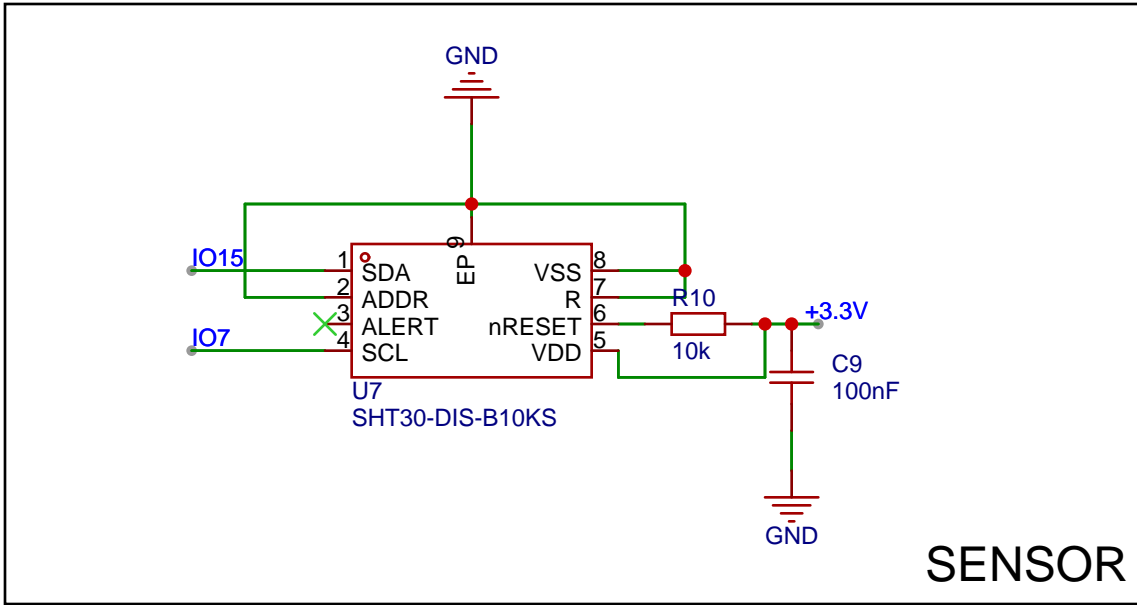 GND
IO15
1
SDA
2
ADDR
3
ALERT
IO7
4
SCL
EP 9
8
VSS
7
R
6
nRESET
5
VDD
R10
10k
+3.3V
C9
100nF
U7
SHT30-DIS-B10KS
GND
SENSOR